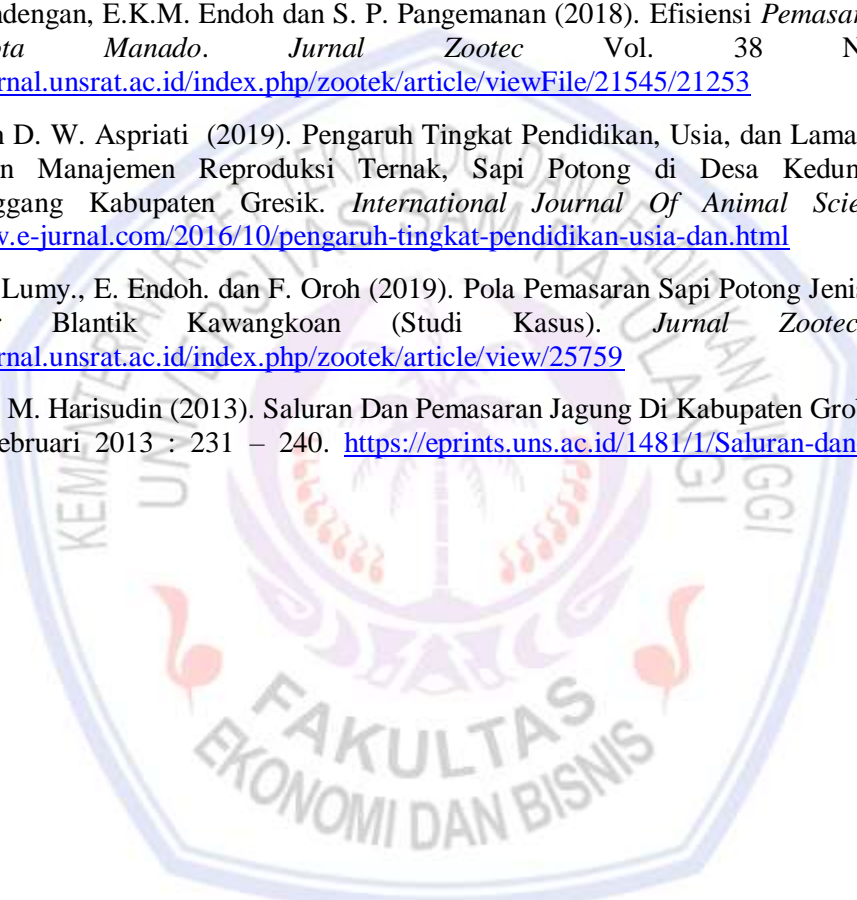 ndengan, E.K.M. Endoh dan S. P. Pangemanan (2018). Efisiensi Pemasar
ota Manado. Jurnal Zootec Vol. 38 N
rnal.unsrat.ac.id/index.php/zootek/article/viewFile/21545/21253
n D. W. Aspriati (2019). Pengaruh Tingkat Pendidikan, Usia, dan Lama
n Manajemen Reproduksi Ternak, Sapi Potong di Desa Kedun
ggang Kabupaten Gresik. International Journal Of Animal Scie
w.e-jurnal.com/2016/10/pengaruh-tingkat-pendidikan-usia-dan.html
Lumy., E. Endoh. dan F. Oroh (2019). Pola Pemasaran Sapi Potong Jenis
r Blantik Kawangkoan (Studi Kasus). Jurnal Zootec
rnal.unsrat.ac.id/index.php/zootek/article/view/25759
M. Harisudin (2013). Saluran Dan Pemasaran Jagung Di Kabupaten Grob
ebruari 2013 : 231 – 240. https://eprints.uns.ac.id/1481/1/Saluran-dan
UNIVERSITAS SAM RATULANGI
FAKULTAS
EKONOMI DAN BISNIS